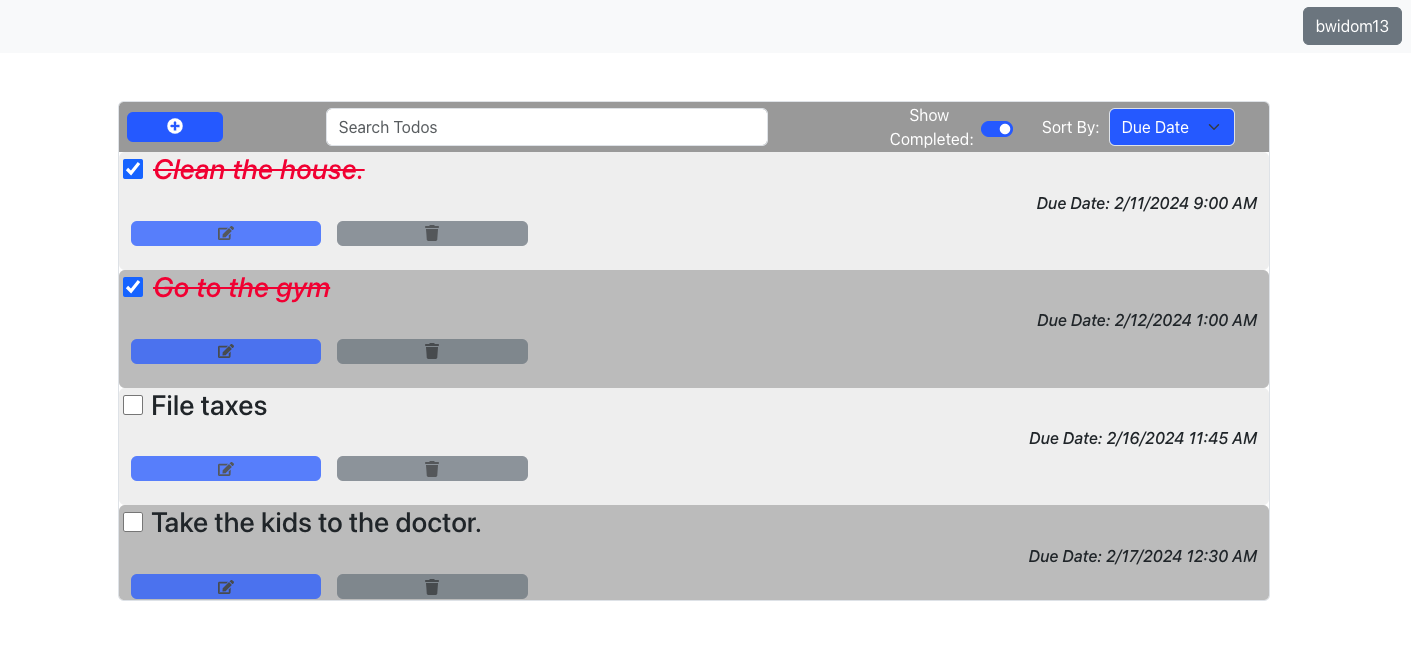 bwidom13
Search Todos
Show
Completed:
Sort By:
Due Date
Clean the house.
Due Date: 2/11/2024 9:00 AM
Go to the gym
Due Date: 2/12/2024 1:00 AM
File taxes
Due Date: 2/16/2024 11:45 AM
Take the kids to the doctor.
Due Date: 2/17/2024 12:30 AM